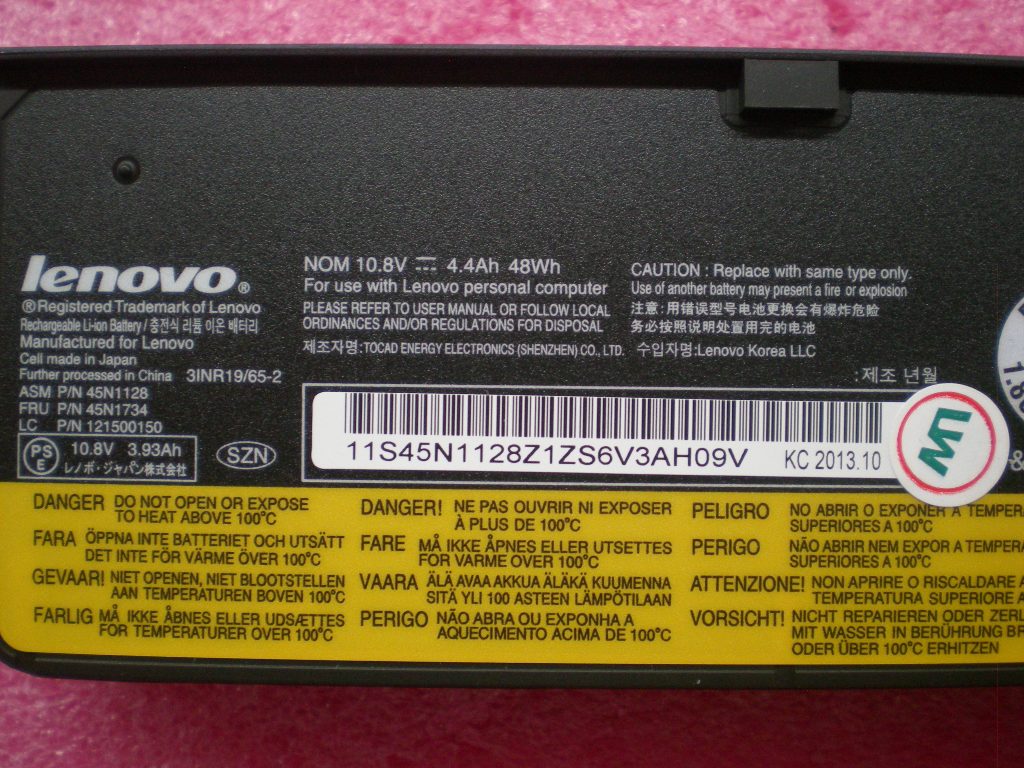 lenovo®
®Registered Trademark of Lenovo
Rechargeable Li-ion Battery / 충전식 리튬 이온 배터리
Manufactured for Lenovo
Cell made in Japan
Further processed in China 3INR19/65-2
ASM P/N 45N1128
FRU P/N 45N1734
LC P/N 121500150
PS
E
10.8V 3.93Ah
レノボ・ジャパン株式会社
SZN
NOM 10.8V 4.4Ah 48Wh
For use with Lenovo personal computer
PLEASE REFER TO USER MANUAL OR FOLLOW LOCAL
ORDINANCES AND/OR REGULATIONS FOR DISPOSAL
제조자명:TOCAD ENERGY ELECTRONICS (SHENZHEN) CO., LTD. 수입자명:Lenovo Korea LLC
CAUTION : Replace with same type only.
Use of another battery may present a fire or explosion
注意: 用错误型号电池更换会有爆炸危险
务必按照说明处置用完的电池
:제조 년월
11S45N1128Z1ZS6V3AH09V KC 2013.10
&
DANGER DO NOT OPEN OR EXPOSE
TO HEAT ABOVE 100°C
FARA ÖPPNA INTE BATTERIET OCH UTSÄTT
DET INTE FÖR VÄRME ÖVER 100°C
GEVAAR! NIET OPENEN, NIET BLOOTSTELLEN
AAN TEMPERATUREN BOVEN 100°C
FARLIG MÅ IKKE ÅBNES ELLER UDSÆTTES
FOR TEMPERATURER OVER 100°C
DANGER! NE PAS OUVRIR NI EXPOSER
À PLUS DE 100°C
FARE MÅ IKKE ÅPNES ELLER UTSETTES
FOR VARME OVER 100°C
VAARA ÄLÄ AVAA AKKUA ÄLÄKÄ KUUMENNA
SITÄ YLI 100 ASTEEN LÄMPÖTILAAN
PERIGO NÃO ABRA OU EXPONHA A
AQUECIMENTO ACIMA DE 100°C
PELIGRO NO ABRIR O EXPONER A TEMPERA
SUPERIORES A 100°C
PERIGO NÃO ABRIR NEM EXPOR A TEMPERA
SUPERIORES A 100°C
ATTENZIONE! NON APRIRE O RISCALDARE A
TEMPERATURA SUPERIORE A
VORSICHT! NICHT REPARIEREN ODER ZERL
MIT WASSER IN BERÜHRUNG BR
ODER ÜBER 100°C ERHITZEN